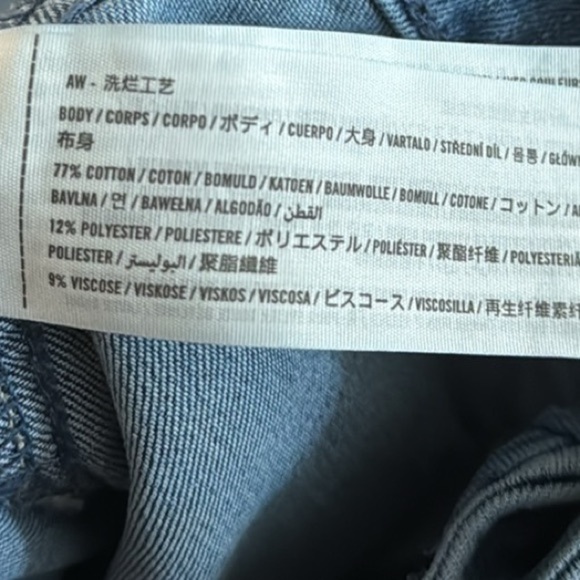 AW - 洗烂工艺
BODY / CORPS / CORPO / ボディ / CUERPO / 大身 / VARTALO / STŘEDNÍ DÍL / 몸통 / GŁÓWN
布身
77% COTTON / COTON / BOMULD / KATOEN / BAUMWOLLE / BOMULL / COTONE / コットン /
BAVLNA / 면 / BAWEŁNA / ALGODÃO / القطن
12% POLYESTER / POLIESTERE / ポリエステル / POLIÉSTER / 聚酯纤维 / POLYESTERIÄ
POLIESTER / البوليستر / 聚酯纖維
9% VISCOSE / VISKOSE / VISKOS / VISCOSA / ビスコース / VISCOSILLA / 再生纤维素纤